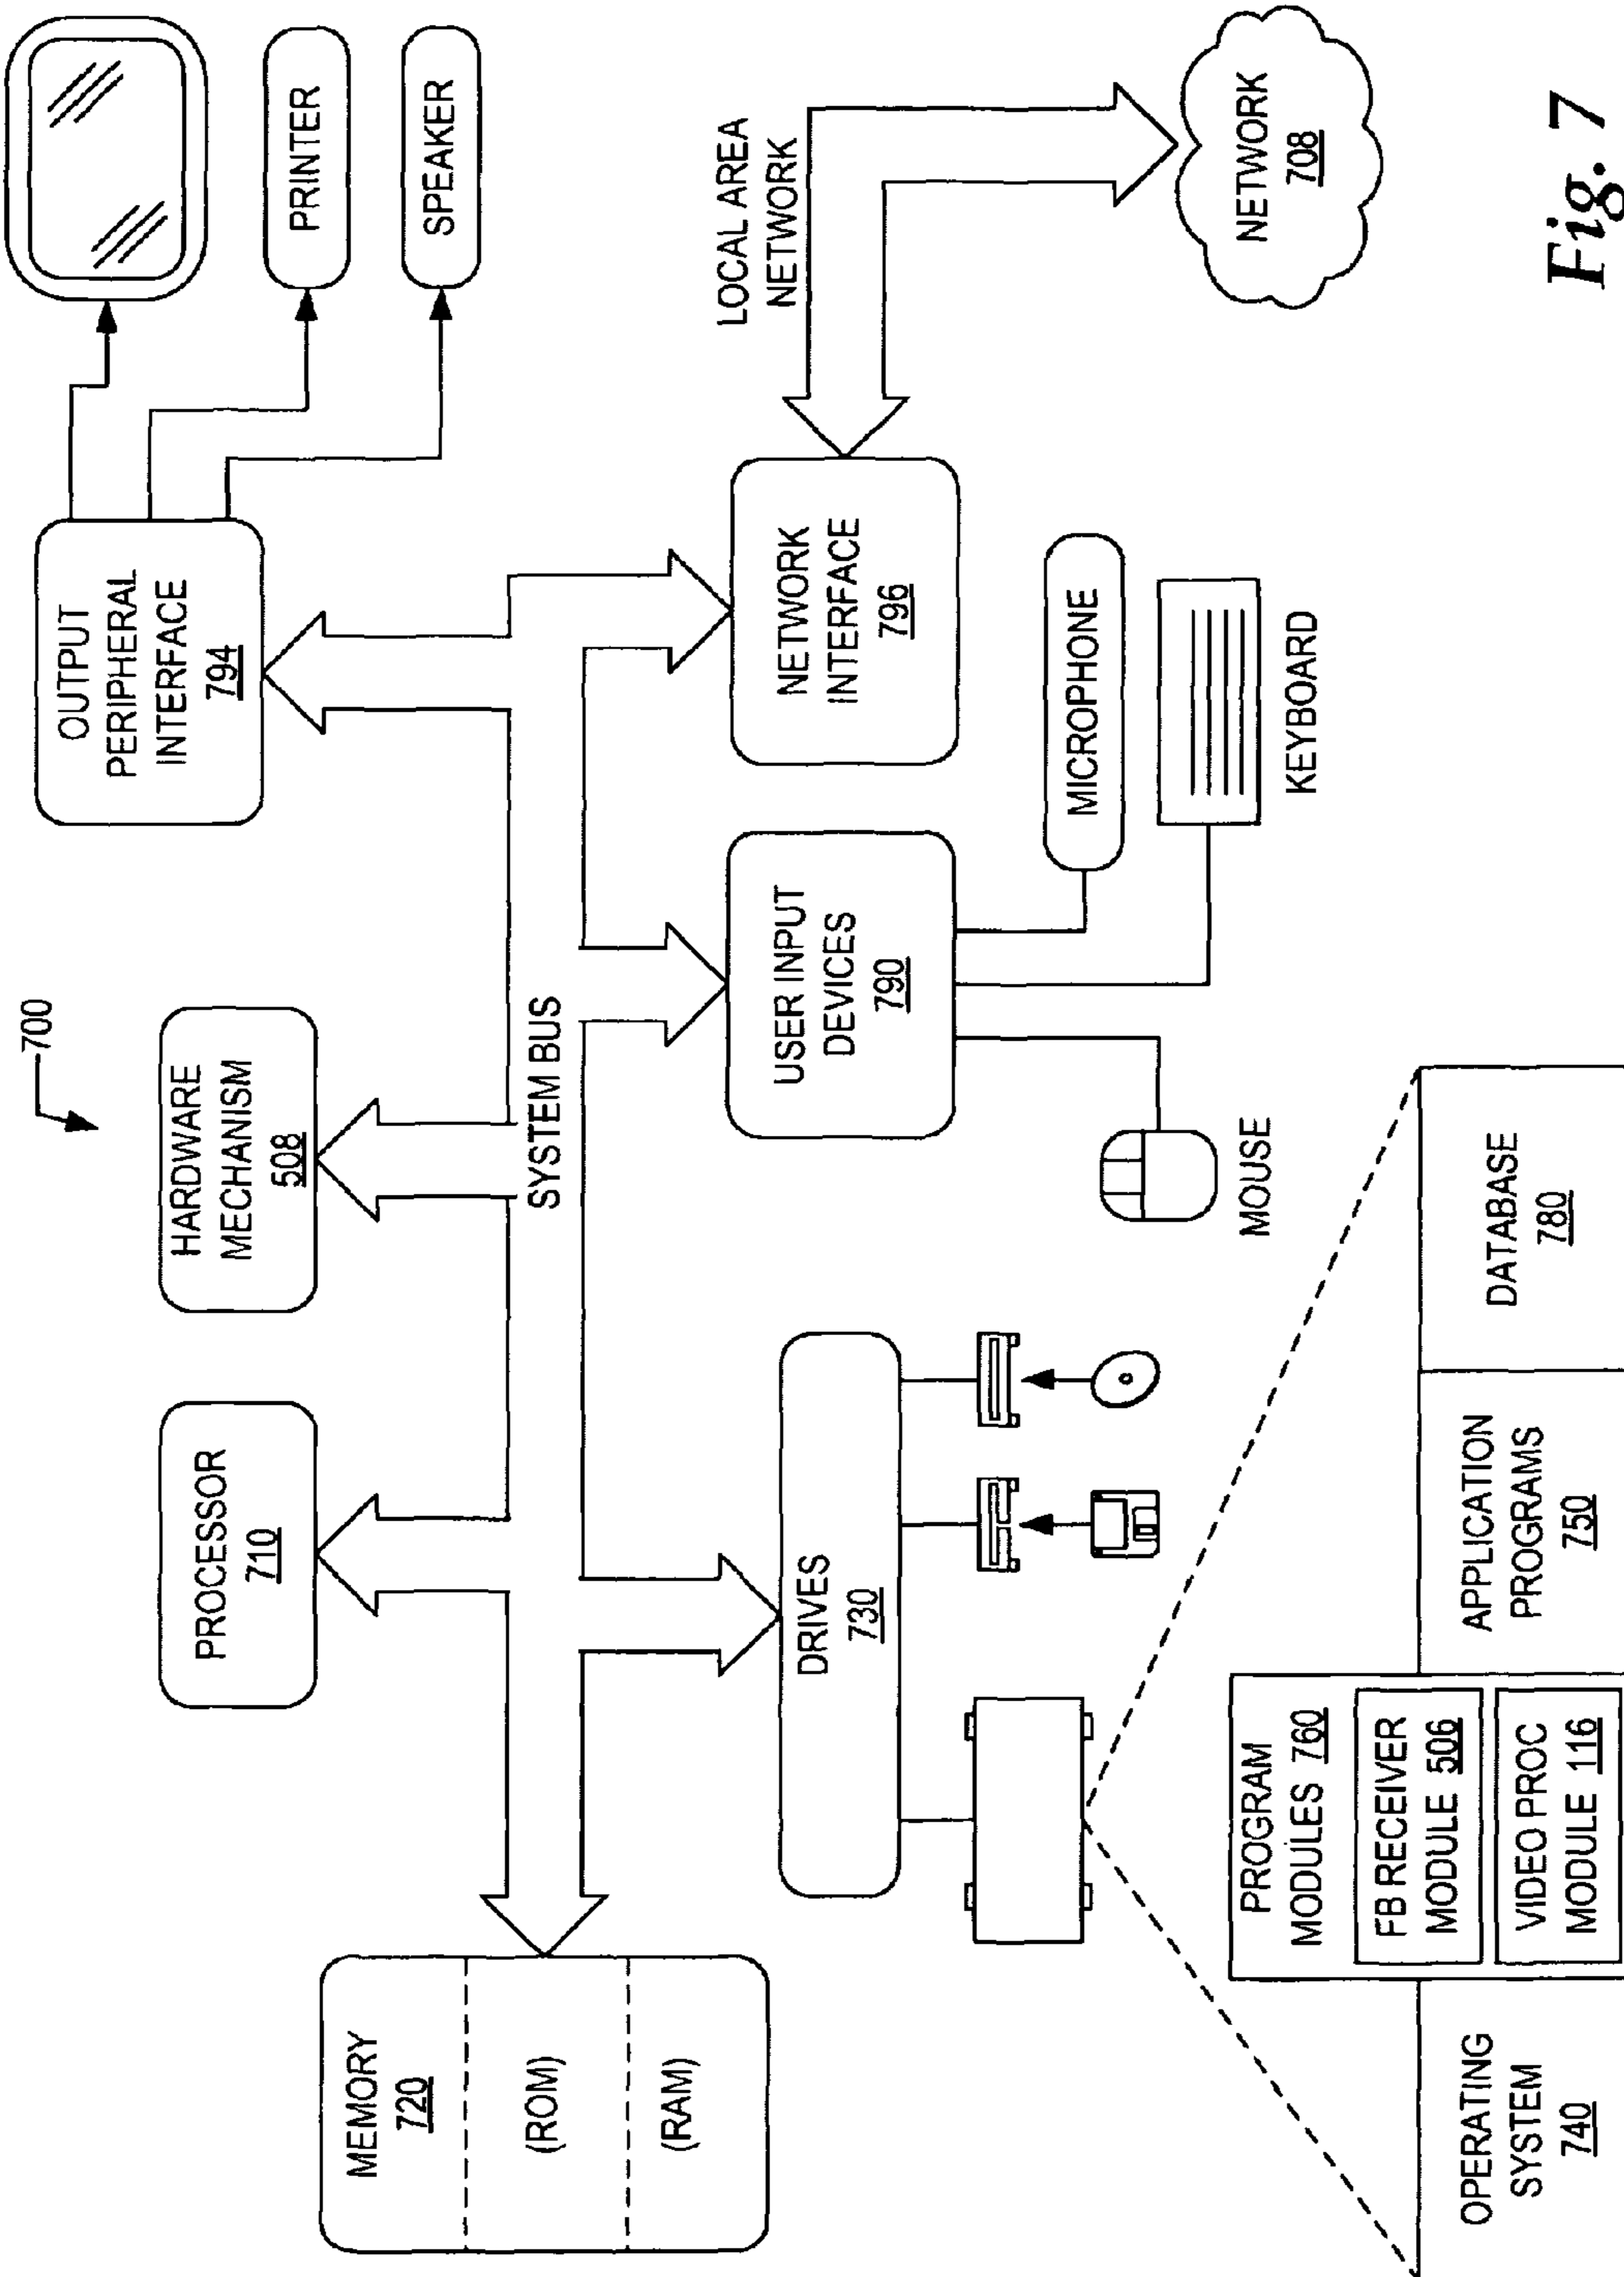 700
PROCESSOR
710
HARDWARE
MECHANISM
508
OUTPUT
PERIPHERAL
INTERFACE
794
PRINTER
SPEAKER
MEMORY
720
(ROM)
(RAM)
SYSTEM BUS
DRIVES
730
USER INPUT
DEVICES
790
NETWORK
INTERFACE
796
LOCAL AREA
NETWORK
NETWORK
708
MICROPHONE
KEYBOARD
MOUSE
OPERATING
SYSTEM
740
PROGRAM
MODULES 760
FB RECEIVER
MODULE 506
VIDEO PROC
MODULE 116
APPLICATION
PROGRAMS
750
DATABASE
780
Fig. 7